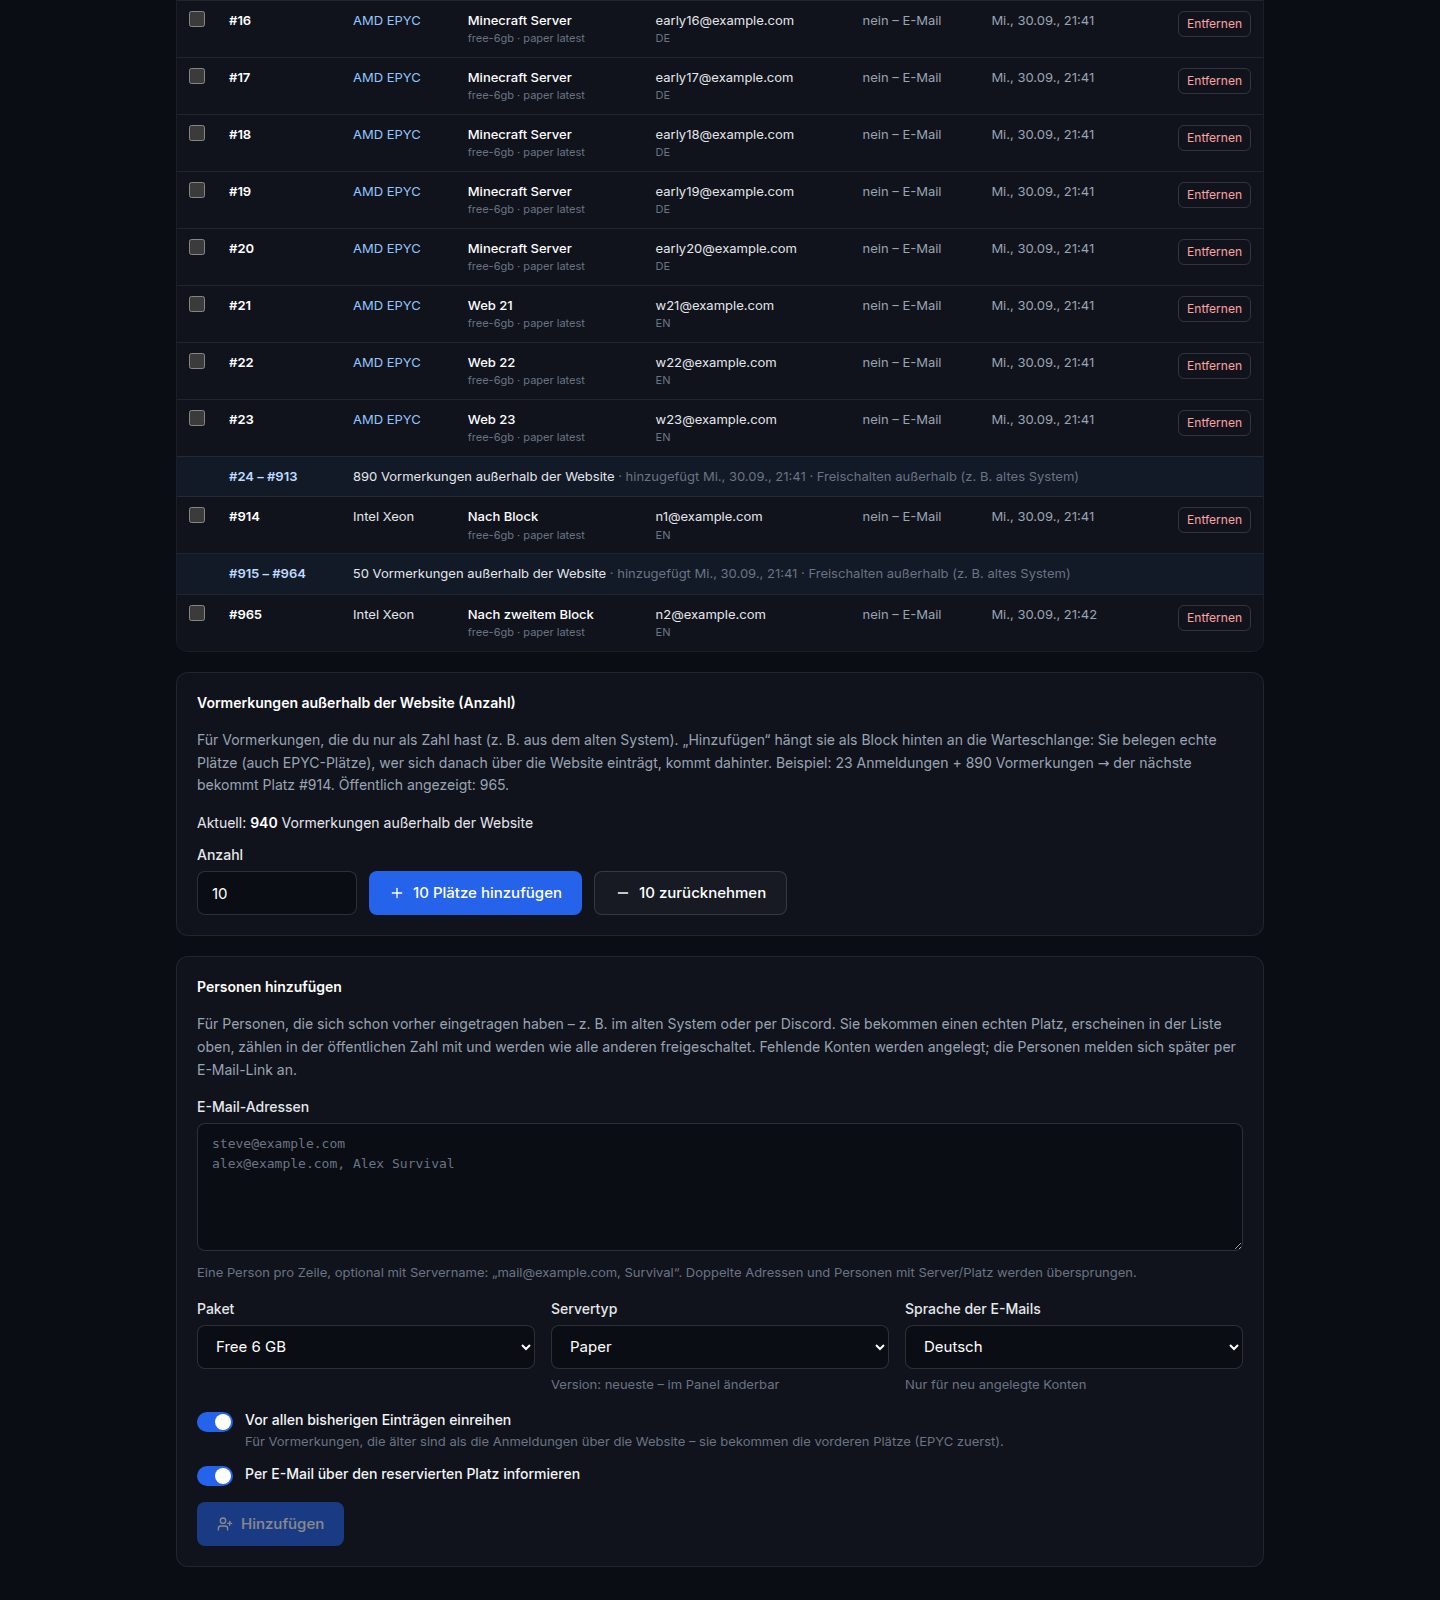 #16 AMD EPYC Minecraft Server early16@example.com nein – E-Mail Mi., 30.09., 21:41 Entfernen
free-6gb · paper latest DE
#17 AMD EPYC Minecraft Server early17@example.com nein – E-Mail Mi., 30.09., 21:41 Entfernen
free-6gb · paper latest DE
#18 AMD EPYC Minecraft Server early18@example.com nein – E-Mail Mi., 30.09., 21:41 Entfernen
free-6gb · paper latest DE
#19 AMD EPYC Minecraft Server early19@example.com nein – E-Mail Mi., 30.09., 21:41 Entfernen
free-6gb · paper latest DE
#20 AMD EPYC Minecraft Server early20@example.com nein – E-Mail Mi., 30.09., 21:41 Entfernen
free-6gb · paper latest DE
#21 AMD EPYC Web 21 w21@example.com nein – E-Mail Mi., 30.09., 21:41 Entfernen
free-6gb · paper latest EN
#22 AMD EPYC Web 22 w22@example.com nein – E-Mail Mi., 30.09., 21:41 Entfernen
free-6gb · paper latest EN
#23 AMD EPYC Web 23 w23@example.com nein – E-Mail Mi., 30.09., 21:41 Entfernen
free-6gb · paper latest EN
#24 – #913 890 Vormerkungen außerhalb der Website · hinzugefügt Mi., 30.09., 21:41 · Freischalten außerhalb (z. B. altes System)
#914 Intel Xeon Nach Block n1@example.com nein – E-Mail Mi., 30.09., 21:41 Entfernen
free-6gb · paper latest EN
#915 – #964 50 Vormerkungen außerhalb der Website · hinzugefügt Mi., 30.09., 21:41 · Freischalten außerhalb (z. B. altes System)
#965 Intel Xeon Nach zweitem Block n2@example.com nein – E-Mail Mi., 30.09., 21:42 Entfernen
free-6gb · paper latest EN
Vormerkungen außerhalb der Website (Anzahl)
Für Vormerkungen, die du nur als Zahl hast (z. B. aus dem alten System). „Hinzufügen“ hängt sie als Block hinten an die Warteschlange: Sie belegen echte
Plätze (auch EPYC-Plätze), wer sich danach über die Website einträgt, kommt dahinter. Beispiel: 23 Anmeldungen + 890 Vormerkungen → der nächste
bekommt Platz #914. Öffentlich angezeigt: 965.
Aktuell: 940 Vormerkungen außerhalb der Website
Anzahl
10 + 10 Plätze hinzufügen − 10 zurücknehmen
Personen hinzufügen
Für Personen, die sich schon vorher eingetragen haben – z. B. im alten System oder per Discord. Sie bekommen einen echten Platz, erscheinen in der Liste
oben, zählen in der öffentlichen Zahl mit und werden wie alle anderen freigeschaltet. Fehlende Konten werden angelegt; die Personen melden sich später per
E-Mail-Link an.
E-Mail-Adressen
steve@example.com
alex@example.com, Alex Survival
Eine Person pro Zeile, optional mit Servername: „mail@example.com, Survival“. Doppelte Adressen und Personen mit Server/Platz werden übersprungen.
Paket Servertyp Sprache der E-Mails
Free 6 GB Paper Deutsch
Version: neueste – im Panel änderbar Nur für neu angelegte Konten
Vor allen bisherigen Einträgen einreihen
Für Vormerkungen, die älter sind als die Anmeldungen über die Website – sie bekommen die vorderen Plätze (EPYC zuerst).
Per E-Mail über den reservierten Platz informieren
Hinzufügen